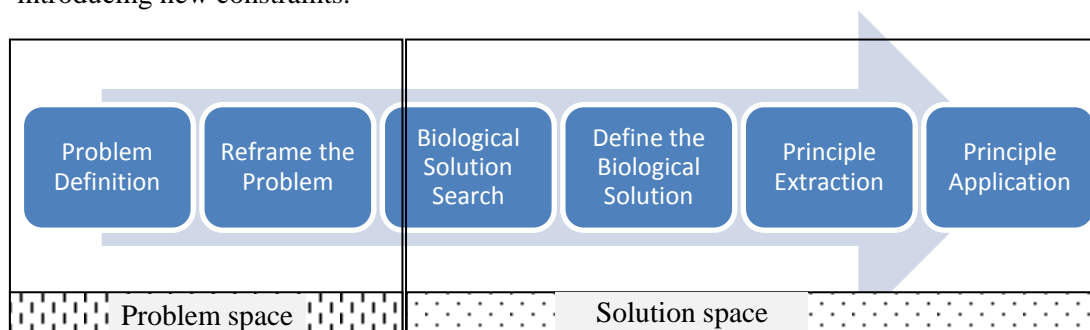 introducing new constraints.
Problem
Definition
Reframe the
Problem
Biological
Solution
Search
Define the
Biological
Solution
Principle
Extraction
Principle
Application
Problem space
Solution space